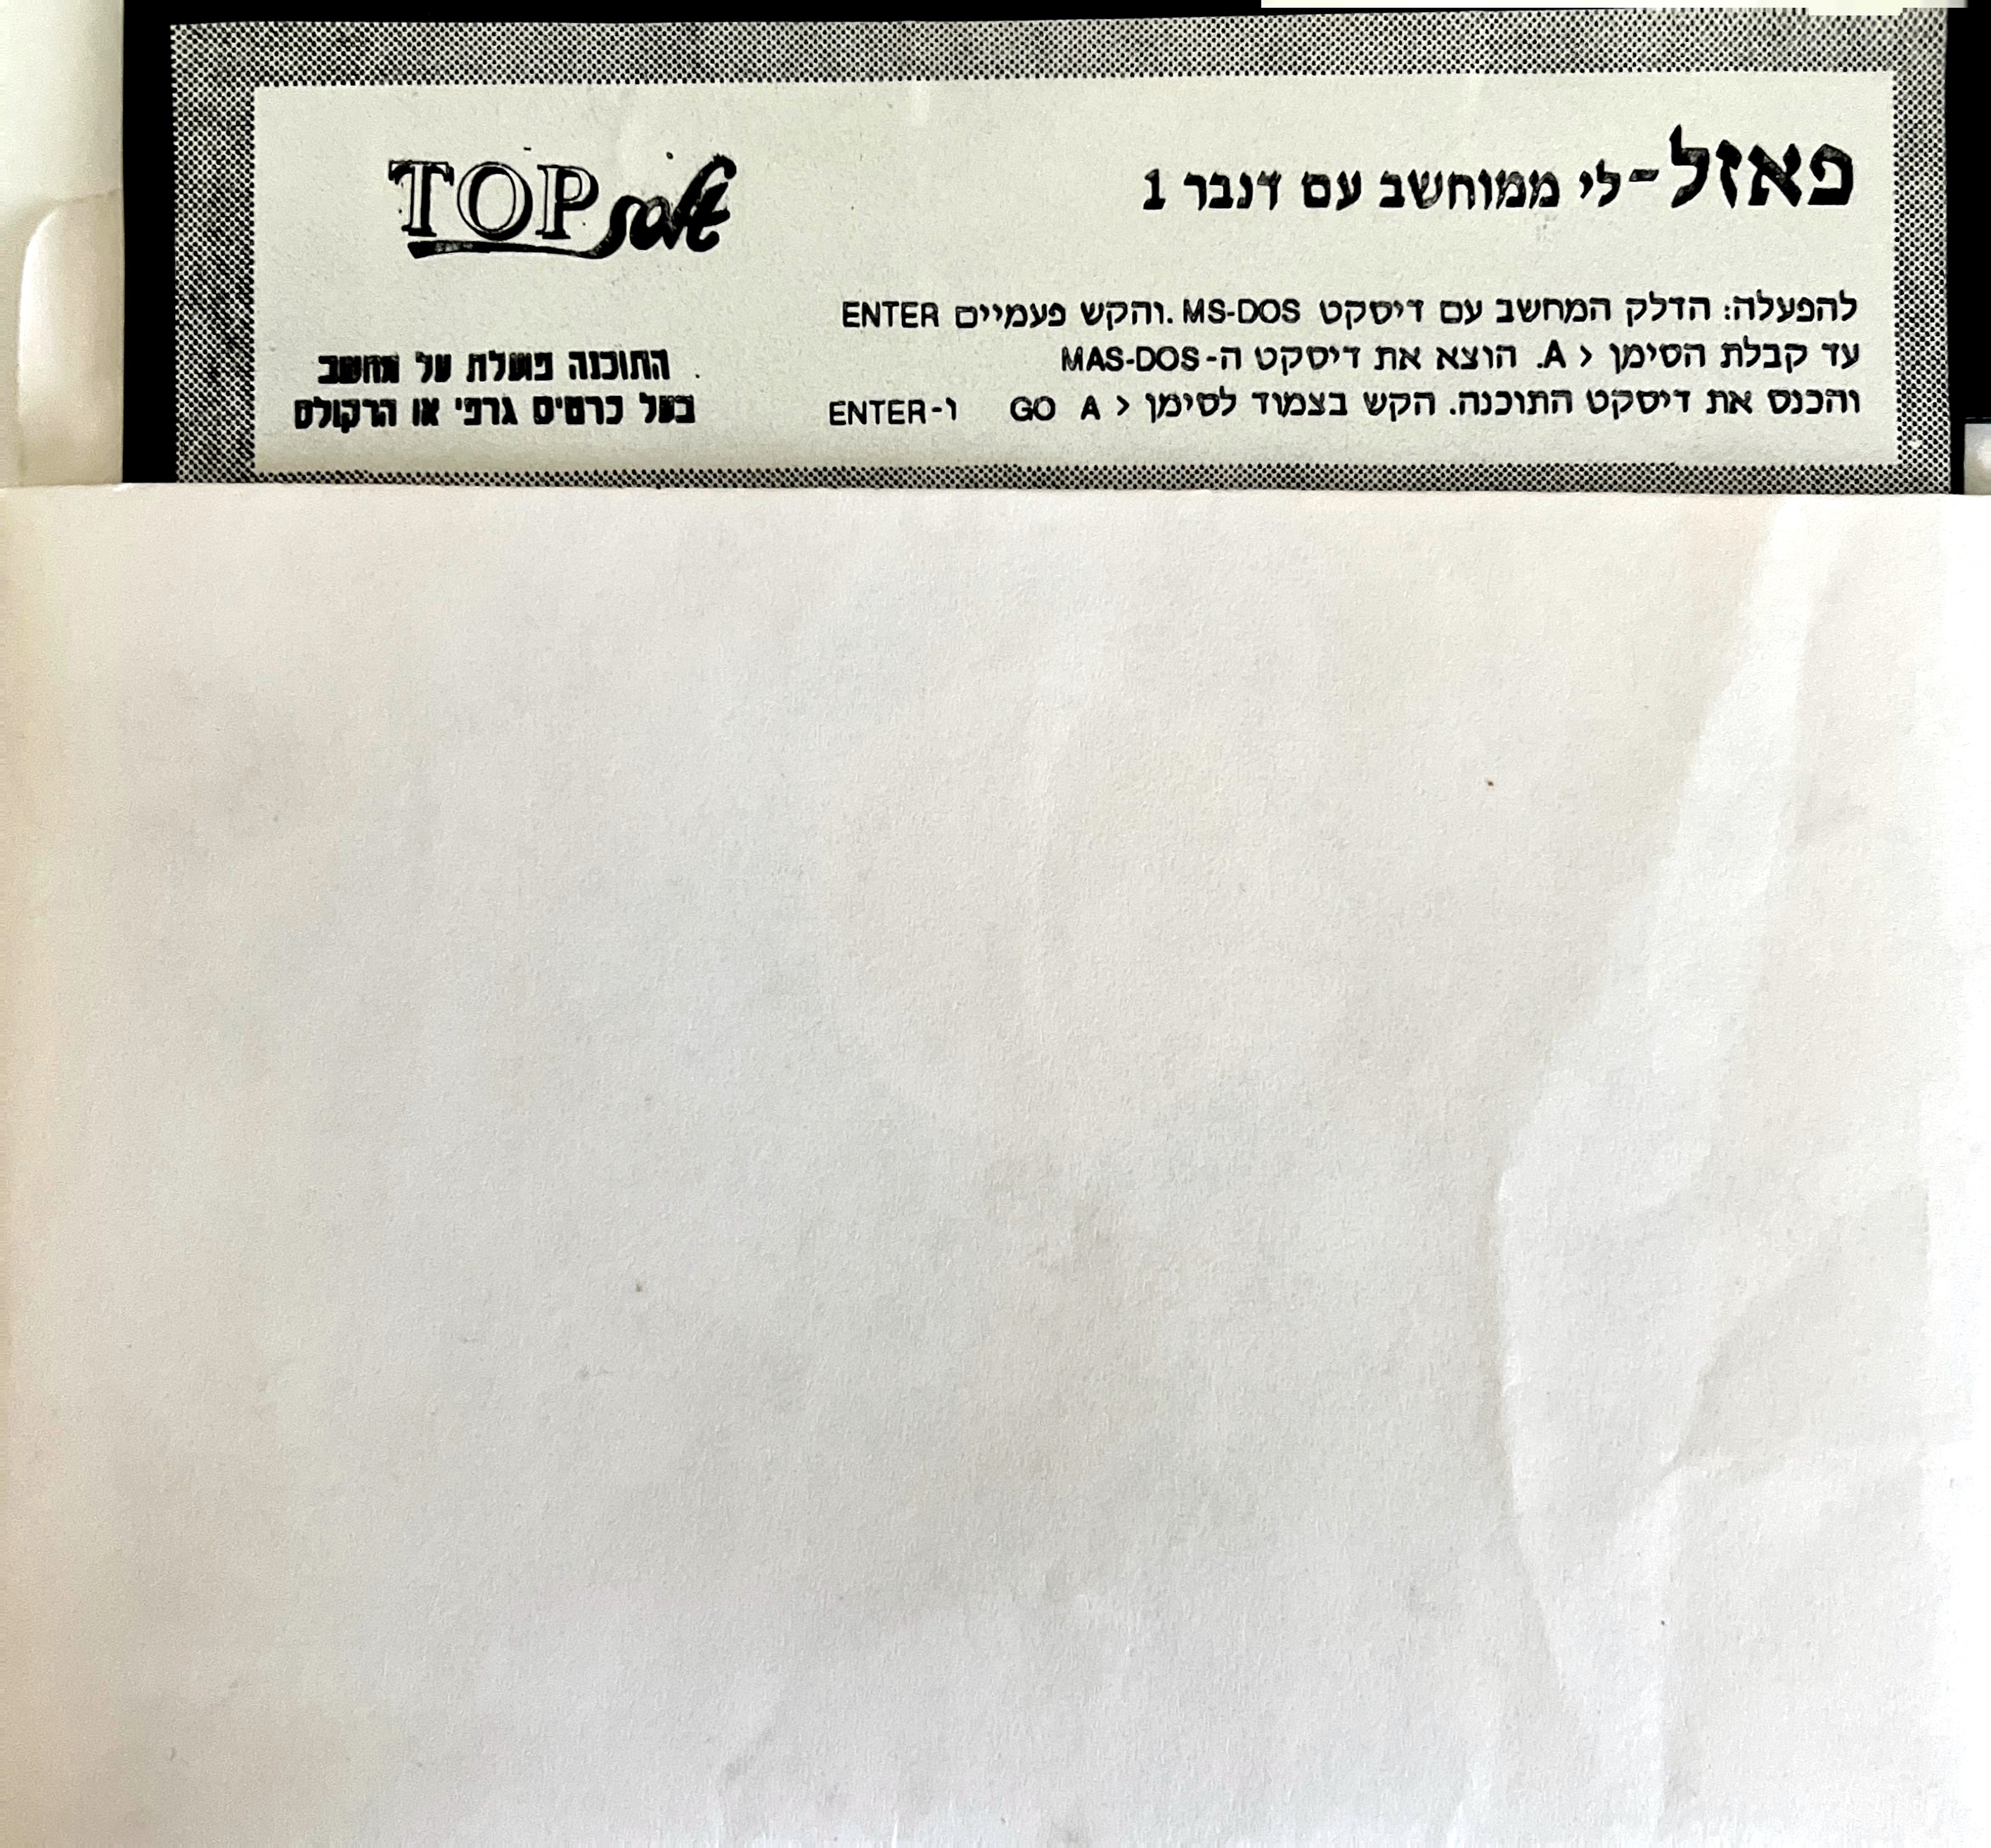 פאזל-לי ממוחשב עם דנבר 1
TOP soft
להפעלה: הדלק המחשב עם דיסקט MS-DOS .והקש פעמיים ENTER
עד קבלת הסימן < A. הוצא את דיסקט ה-MAS-DOS
והכנס את דיסקט התוכנה. הקש בצמוד לסימן < GO A ו-ENTER
התוכנה פועלת על מחשב
בעל כרטיס גרפי או הרקולס